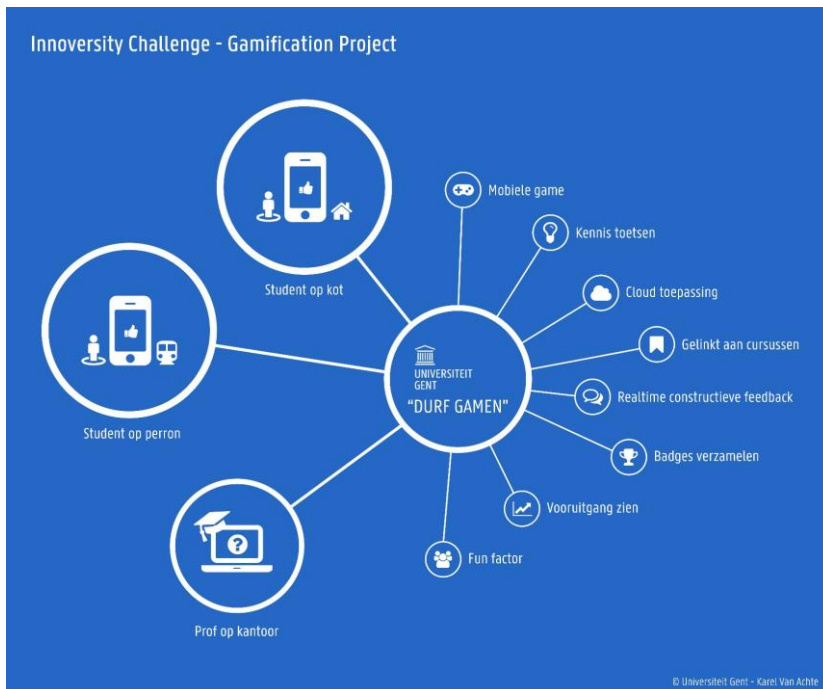 Innoversity Challenge - Gamification Project
Student op kot
Student op perron
Prof op kantoor
UNIVERSITEIT
GENT
“DURF GAMEN”
Mobiele game
Kennis toetsen
Cloud toepassing
Gelinkt aan cursussen
Realtime constructieve feedback
Badges verzamelen
Vooruitgang zien
Fun factor
?
© Universiteit Gent - Karel Van Achte